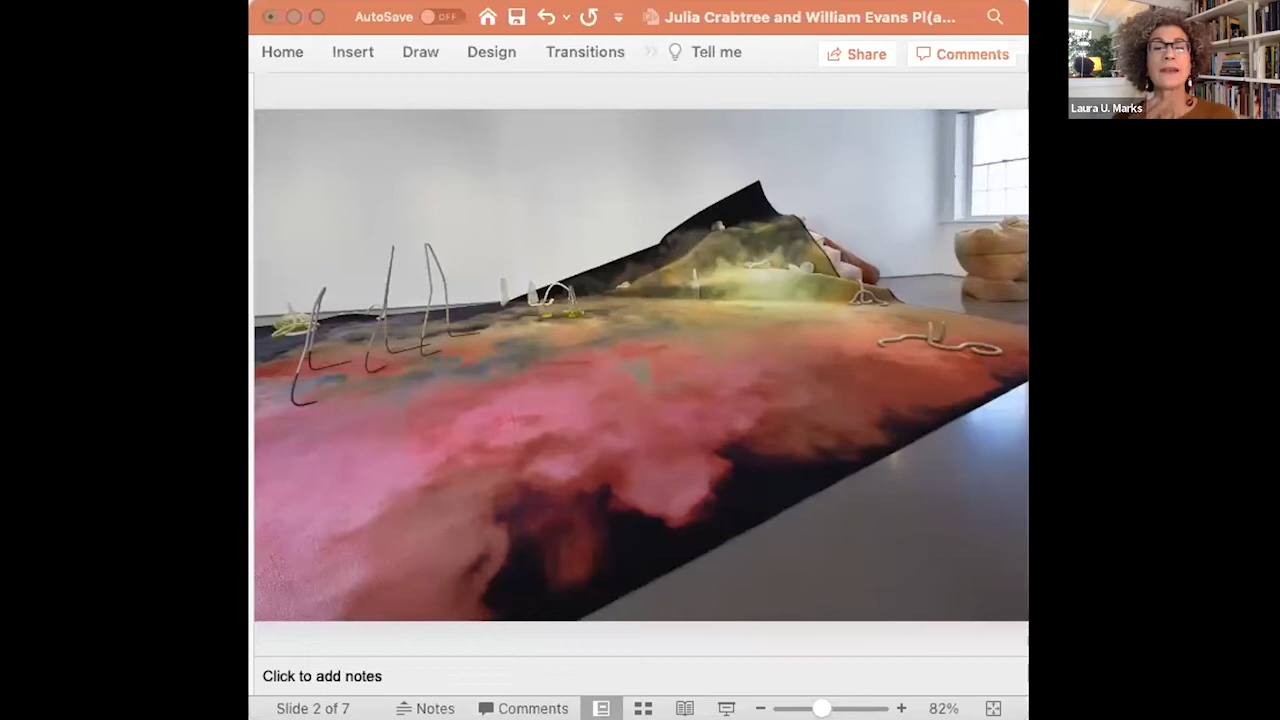 AutoSave OFF Julia Crabtree and William Evans Pl(a...
Home Insert Draw Design Transitions Tell me Share Comments
Laura U. Marks
Click to add notes
Slide 2 of 7 Notes Comments 82%